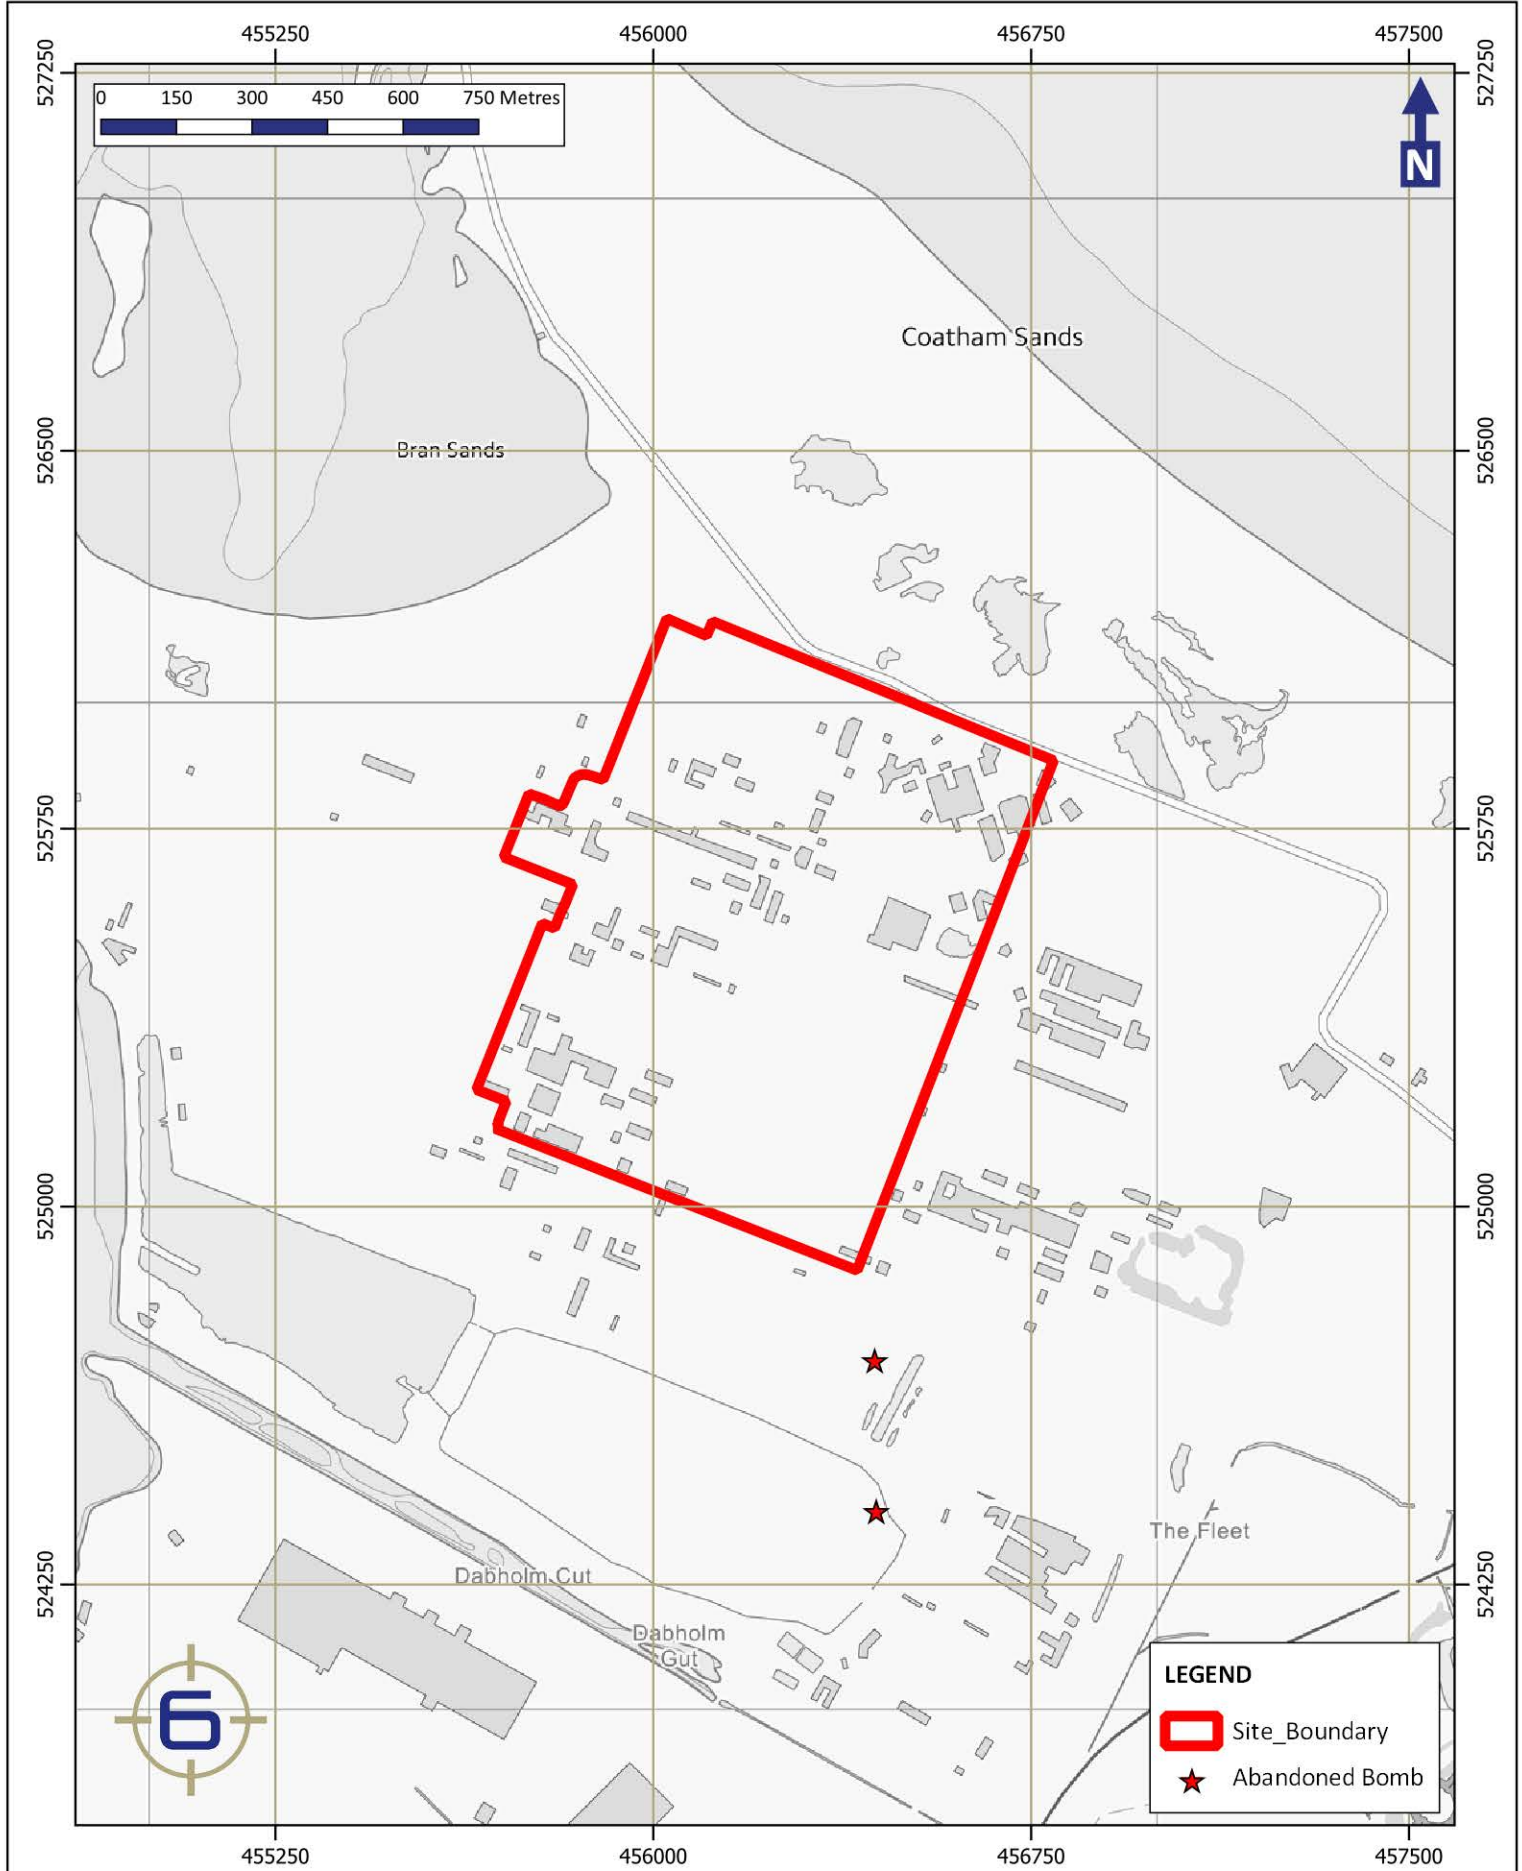 455250 456000 456750 457500
527250 527250
0 150 300 450 600 750 Metres
N
Coatham Sands
526500 526500
Bran Sands
525750 525750
525000 525000
The Fleet
524250 524250
Dabholm Cut
Dabholm
Gut
LEGEND
Site_Boundary
Abandoned Bomb
6
455250 456000 456750 457500